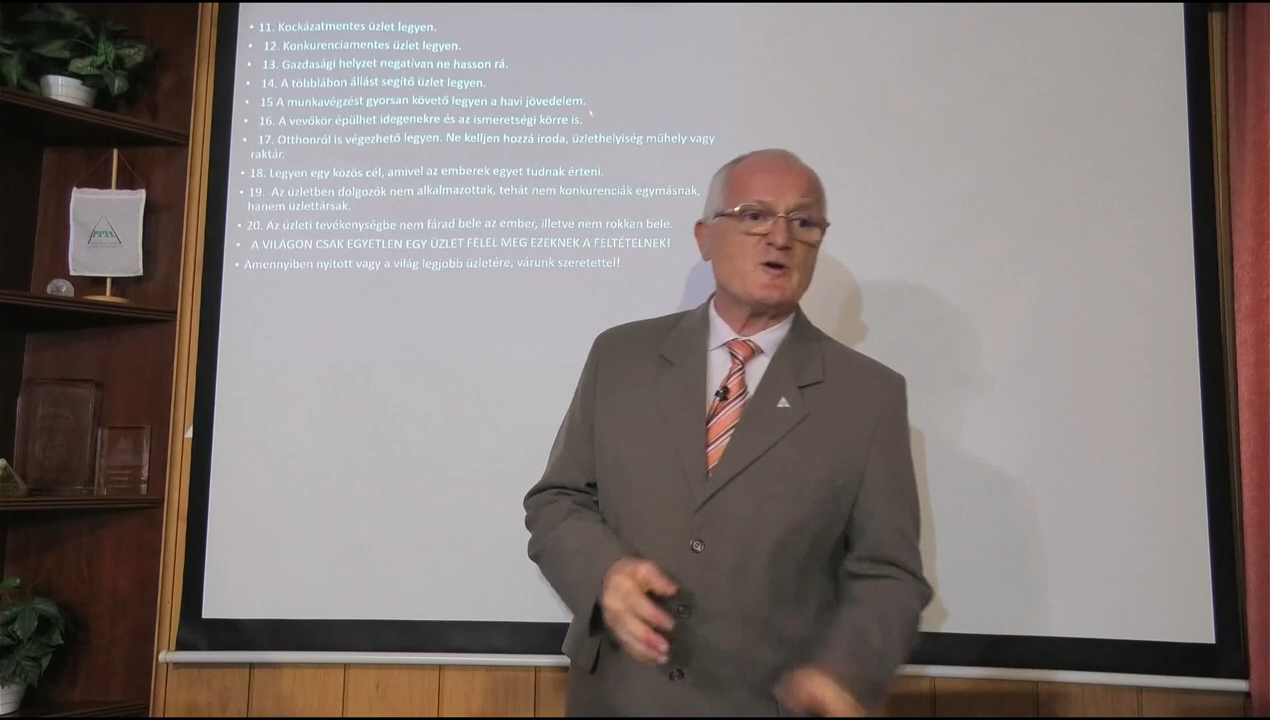 • 11. Kockázatmentes üzlet legyen.
• 12. Konkurenciamentes üzlet legyen.
• 13. Gazdasági helyzet negatívan ne hasson rá.
• 14. A többlábon állást segítő üzlet legyen.
• 15 A munkavégzést gyorsan követő legyen a havi jövedelem.
• 16. A vevőkör épülhet idegenekre és az ismeretségi körre is.
• 17. Otthonról is végezhető legyen. Ne kelljen hozzá iroda, üzlethelyiség műhely vagy
raktár.
• 18. Legyen egy közös cél, amivel az emberek egyet tudnak érteni.
• 19. Az üzletben dolgozók nem alkalmazottak, tehát nem konkurenciák egymásnak,
hanem üzlettársak.
• 20. Az üzleti tevékenységbe nem fárad bele az ember, illetve nem rokkan bele.
• A VILÁGON CSAK EGYETLEN EGY ÜZLET FELEL MEG EZEKNEK A FELTÉTELNEK!
• Amennyiben nyitott vagy a világ legjobb üzletére, várunk szeretettel!